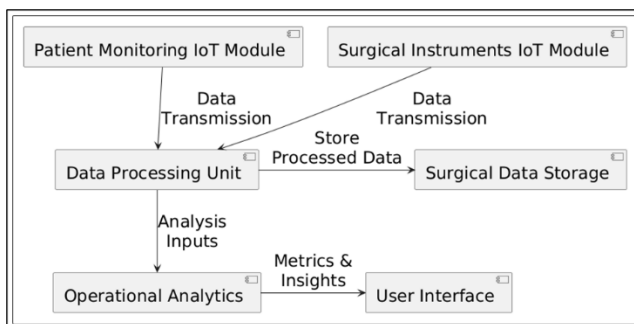 Patient Monitoring IoT Module
Surgical Instruments IoT Module
Data
Transmission
Data
Transmission
Store
Processed Data
Data Processing Unit
Surgical Data Storage
Analysis
Inputs
Metrics &
Insights
Operational Analytics
User Interface